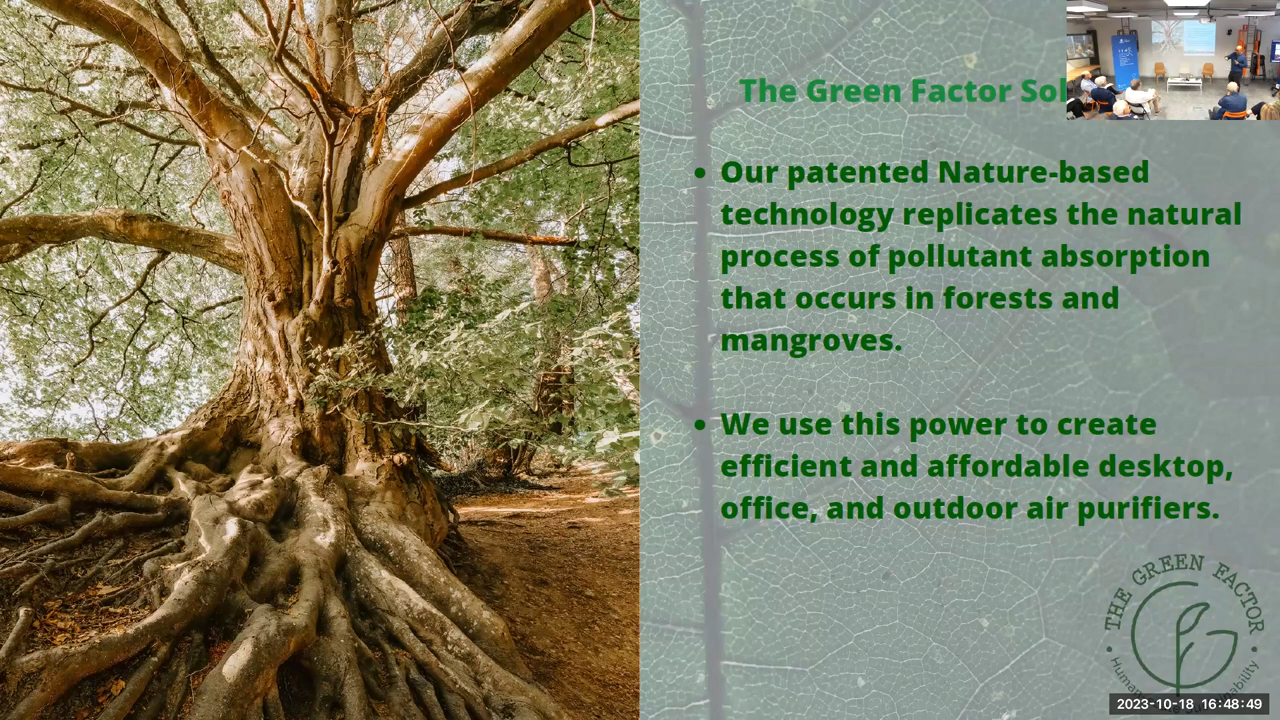 The Green Factor Sol
• Our patented Nature-based
technology replicates the natural
process of pollutant absorption
that occurs in forests and
mangroves.
• We use this power to create
efficient and affordable desktop,
office, and outdoor air purifiers.
THE GREEN FACTOR
2023-10-18 16:48:49